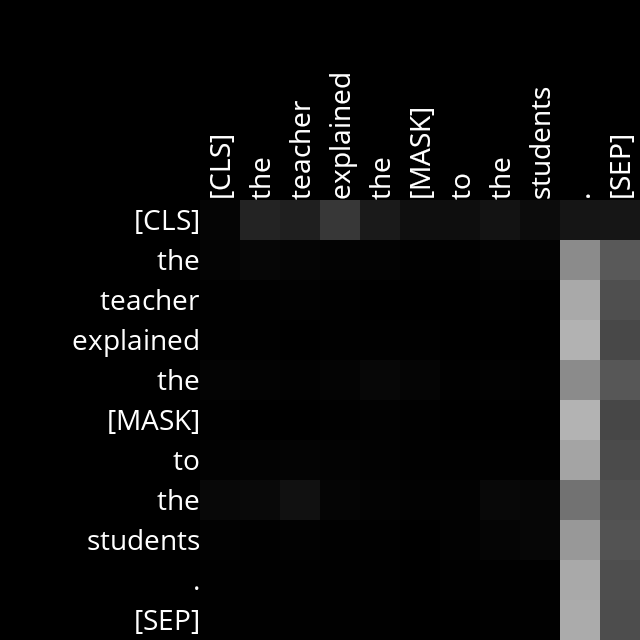 [CLS] the teacher explained the [MASK] to the students . [SEP]
[CLS]
the
teacher
explained
the
[MASK]
to
the
students
.
[SEP]